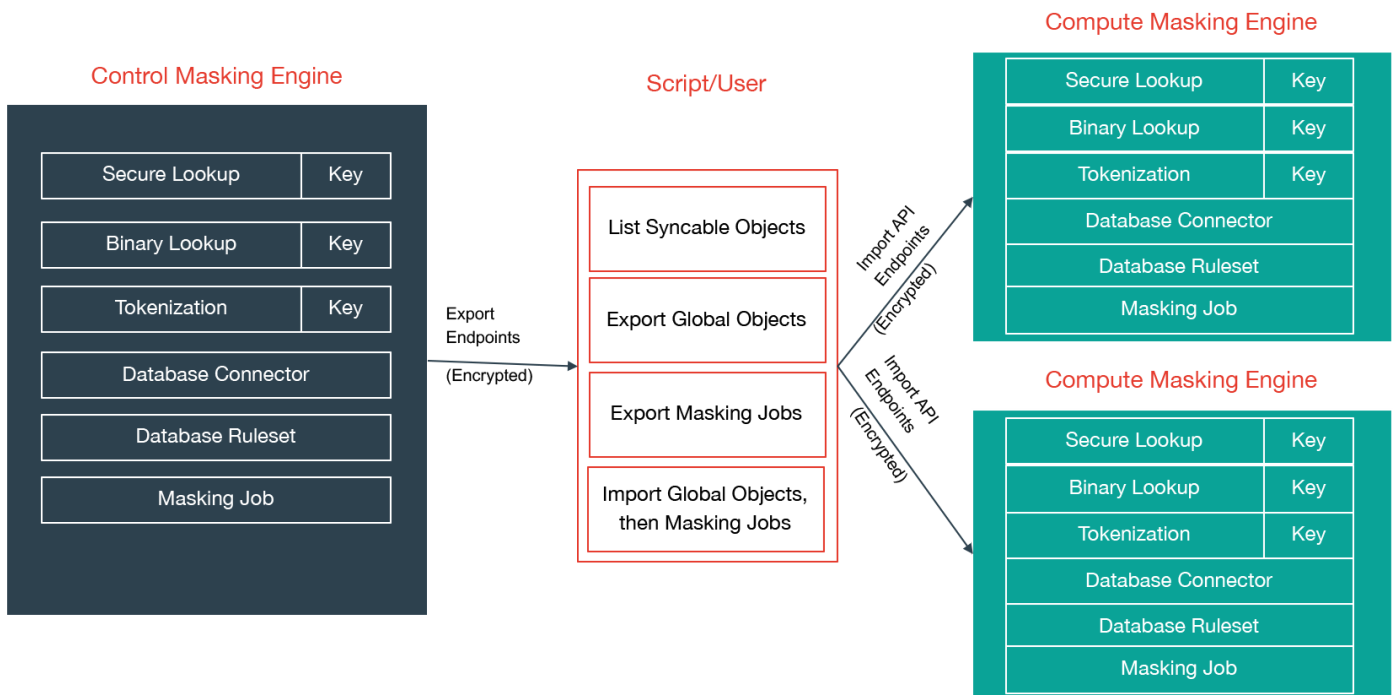 Control Masking Engine
Secure Lookup Key
Binary Lookup Key
Tokenization Key
Database Connector
Database Ruleset
Masking Job
Export
Endpoints
(Encrypted)
Script/User
List Syncable Objects
Export Global Objects
Export Masking Jobs
Import Global Objects,
then Masking Jobs
Import API
Endpoints
(Encrypted)
Import API
Endpoints
(Encrypted)
Compute Masking Engine
Secure Lookup Key
Binary Lookup Key
Tokenization Key
Database Connector
Database Ruleset
Masking Job
Compute Masking Engine
Secure Lookup Key
Binary Lookup Key
Tokenization Key
Database Connector
Database Ruleset
Masking Job